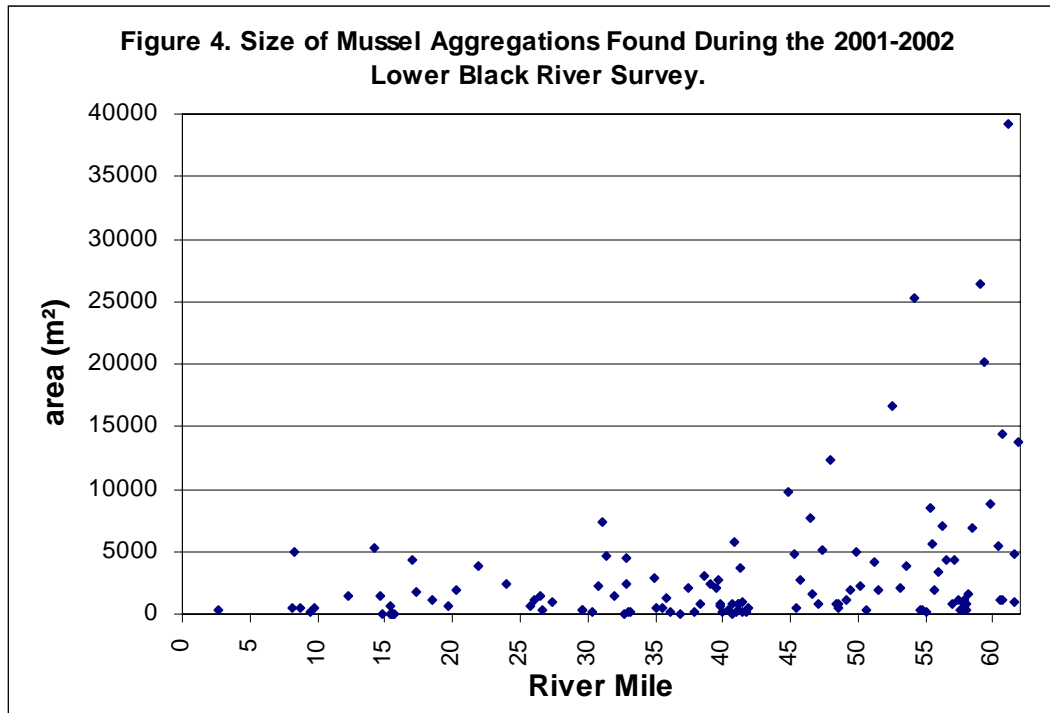 Figure 4. Size of Mussel Aggregations Found During the 2001-2002
Lower Black River Survey.
40000
35000
30000
25000
20000
15000
10000
5000
0
area (m²)
0 5 10 15 20 25 30 35 40 45 50 55 60
River Mile